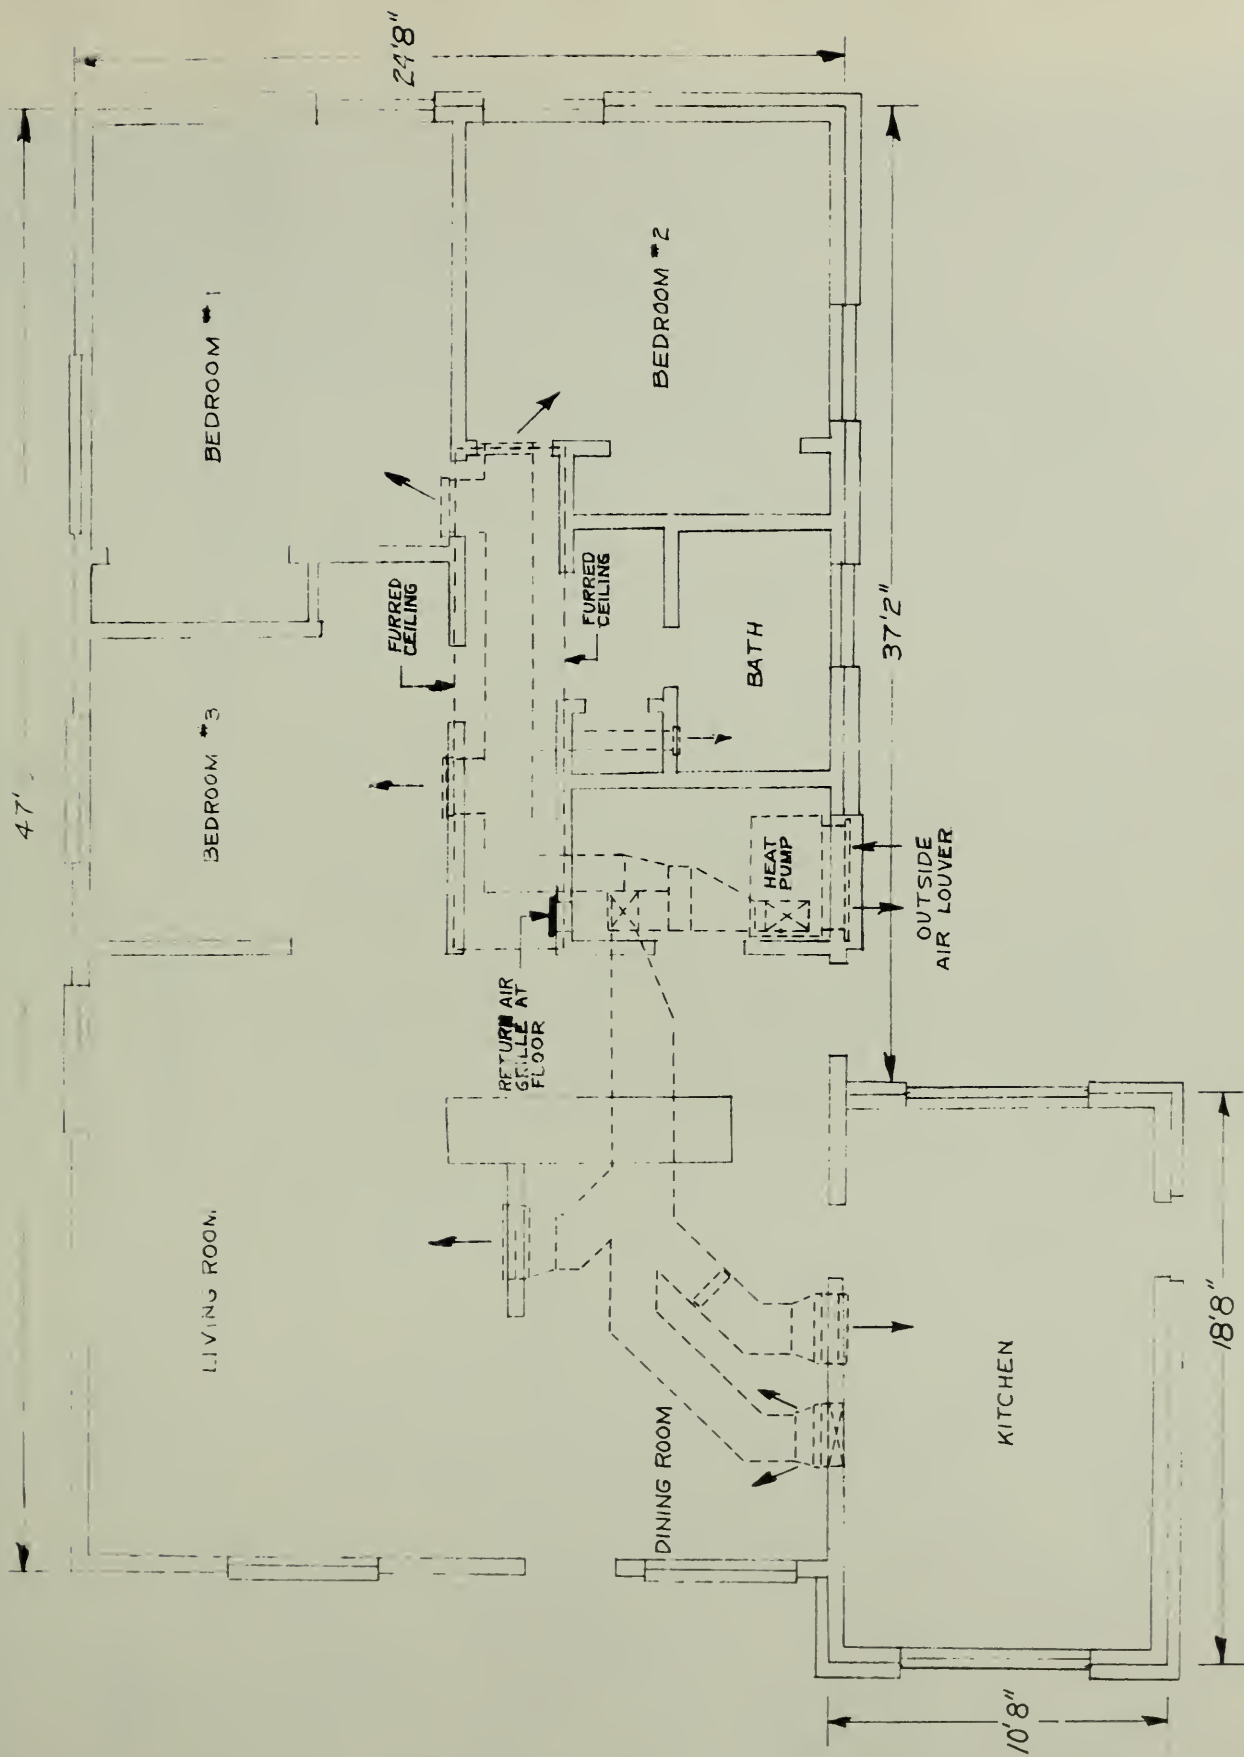 47'
24'8"
BEDROOM #1
BEDROOM #2
BEDROOM #3
FURRED
CEILING
FURRED
CEILING
BATH
37'2"
HEAT
PUMP
OUTSIDE
AIR LOUVER
RETURN AIR
GRILLE AT
FLOOR
LIVING ROOM
DINING ROOM
KITCHEN
18'8"
10'8"